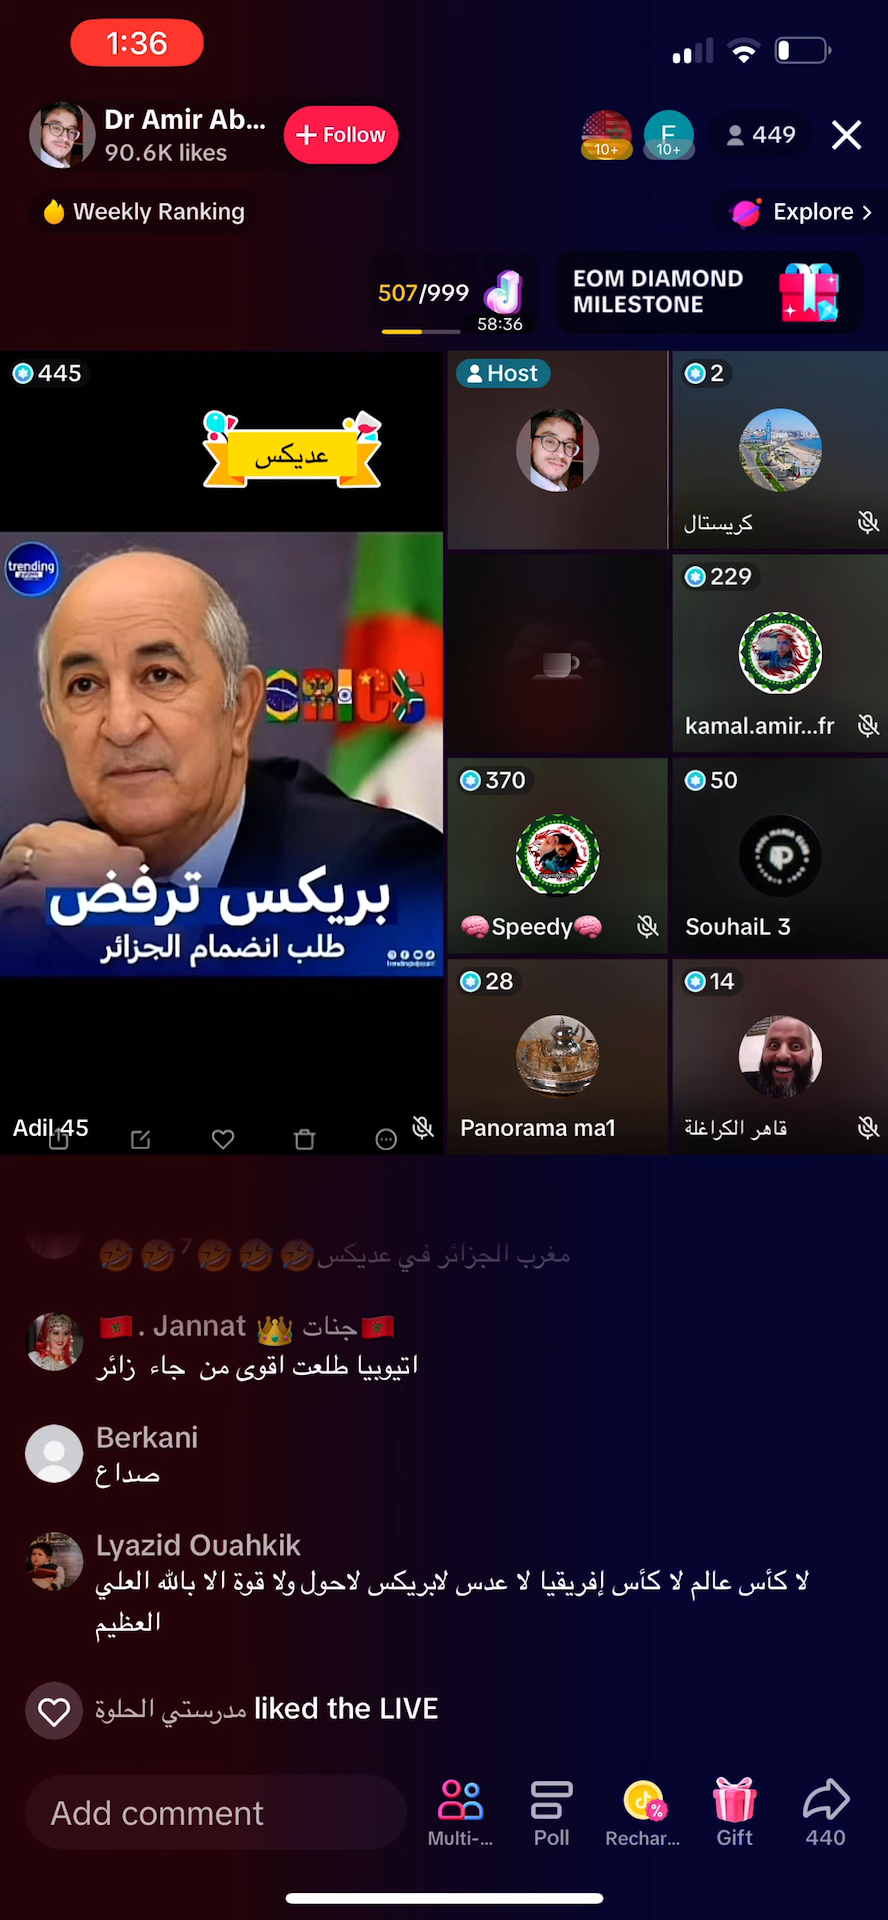 1:36
Dr Amir Ab...
90.6K likes
+ Follow
10+
F
10+
449
Weekly Ranking
Explore >
507/999
58:36
EOM DIAMOND
MILESTONE
445
عديكس
trending
BRICS
بريكس ترفض
طلب انضمام الجزائر
Adil 45
Host
2
كريستال
229
kamal.amir...fr
370
🧠Speedy🧠
50
SouhaiL 3
28
Panorama ma1
14
قاهر الكراغلة
مغرب الجزائر في عديكس🤣🤣🤣⁷🤣🤣
🇲🇦. Jannat 👑 جنات🇲🇦
اتيوبيا طلعت اقوى من جاء زائر
Berkani
صداع
Lyazid Ouahkik
لا كأس عالم لا كأس إفريقيا لا عدس لابريكس لاحول ولا قوة الا بالله العلي
العظيم
مدرستي الحلوة liked the LIVE
Add comment
Multi-...
Poll
Rechar...
Gift
440